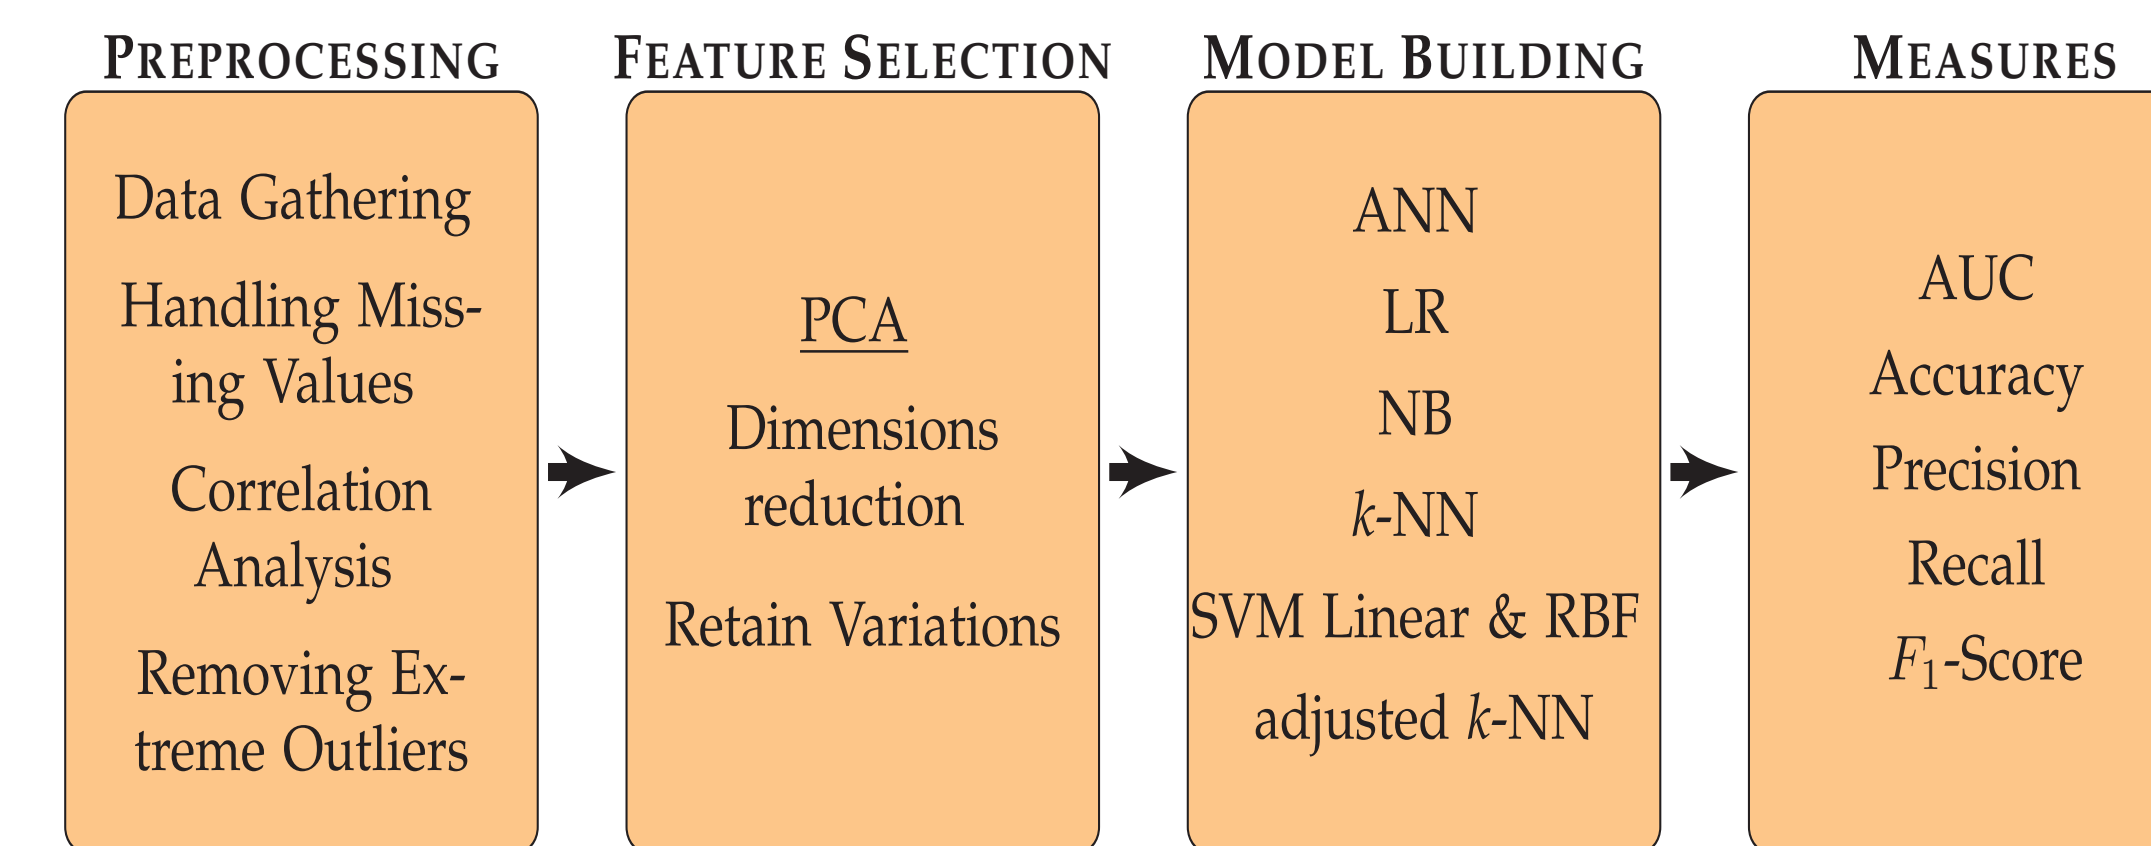 PREPROCESSING
Data Gathering
Handling Miss-
ing Values
Correlation
Analysis
Removing Ex-
treme Outliers
FEATURE SELECTION
PCA
Dimensions
reduction
Retain Variations
MODEL BUILDING
ANN
LR
NB
k-NN
SVM Linear & RBF
adjusted k-NN
MEASURES
AUC
Accuracy
Precision
Recall
F₁-Score